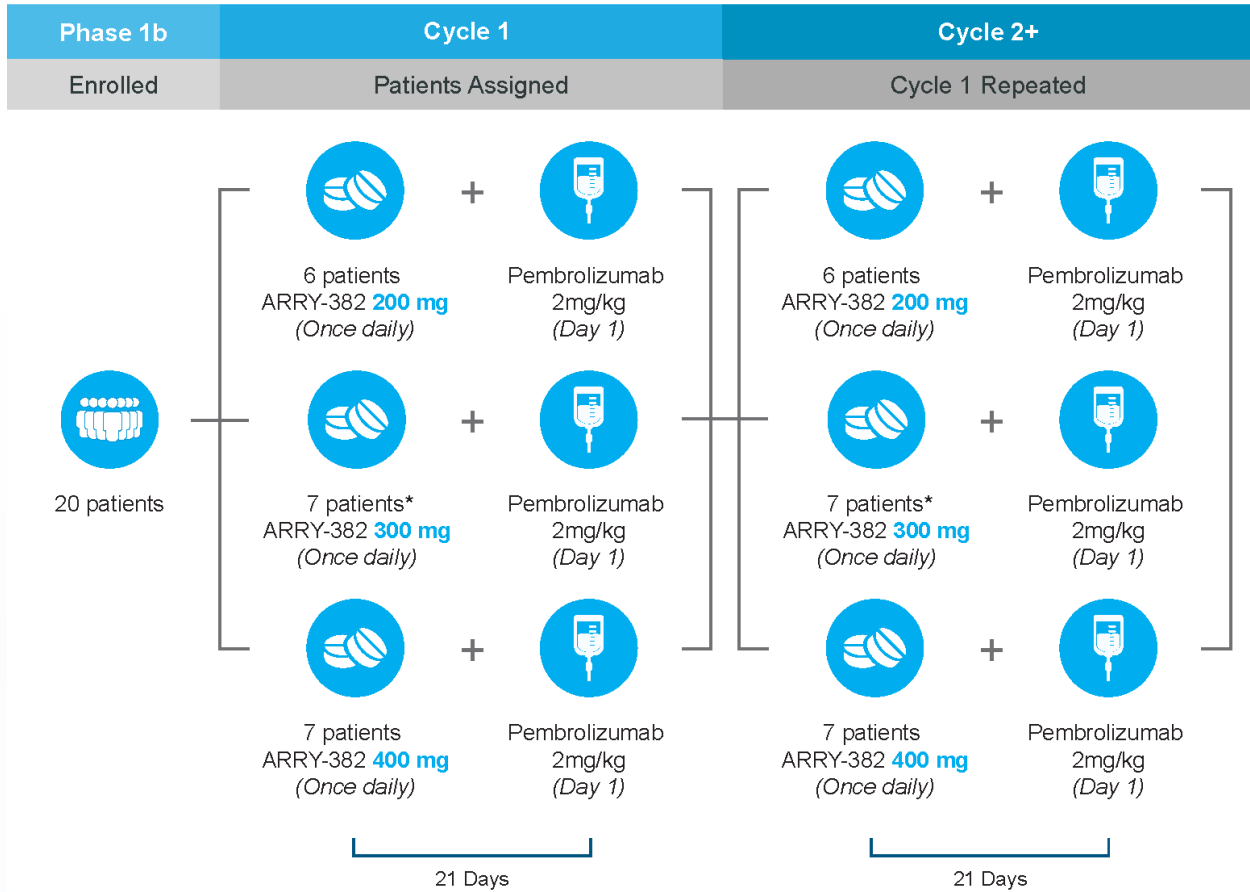 Phase 1b
Cycle 1
Cycle 2+
Enrolled
Patients Assigned
Cycle 1 Repeated
20 patients
6 patients
ARRY-382 200 mg
(Once daily)
Pembrolizumab
2mg/kg
(Day 1)
6 patients
ARRY-382 200 mg
(Once daily)
Pembrolizumab
2mg/kg
(Day 1)
7 patients*
ARRY-382 300 mg
(Once daily)
Pembrolizumab
2mg/kg
(Day 1)
7 patients*
ARRY-382 300 mg
(Once daily)
Pembrolizumab
2mg/kg
(Day 1)
7 patients
ARRY-382 400 mg
(Once daily)
Pembrolizumab
2mg/kg
(Day 1)
7 patients
ARRY-382 400 mg
(Once daily)
Pembrolizumab
2mg/kg
(Day 1)
21 Days
21 Days